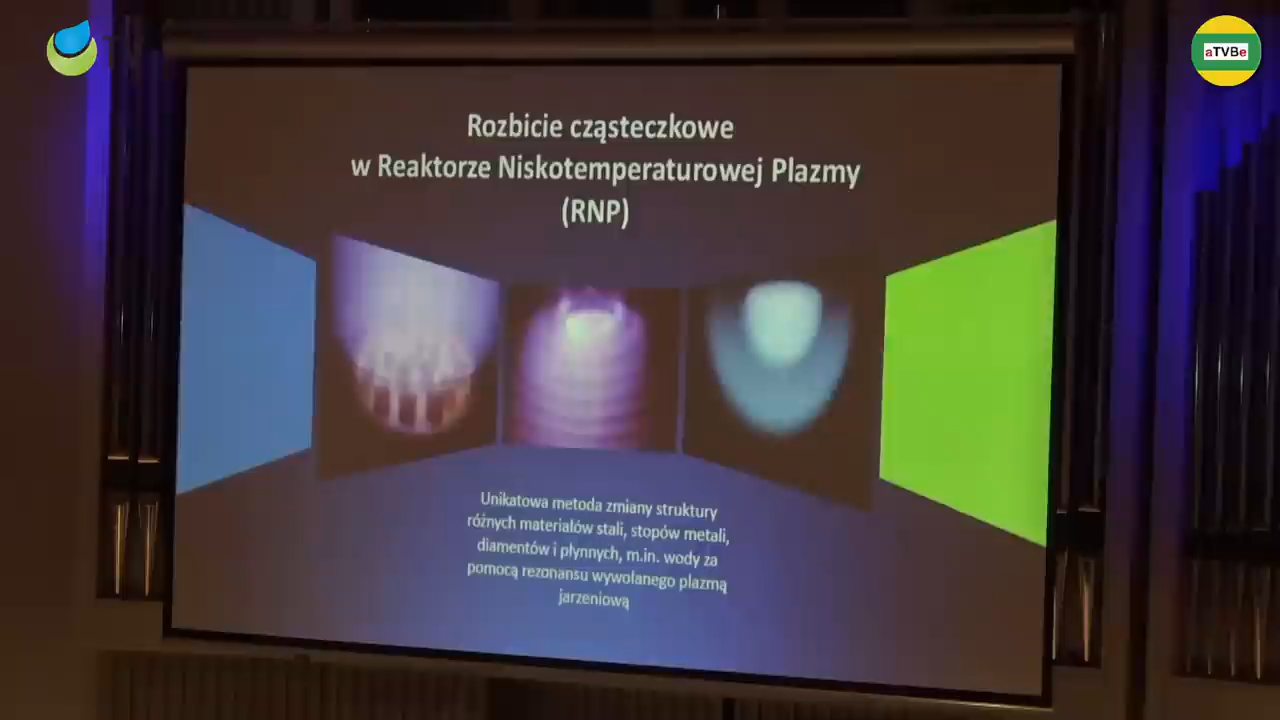 aTVBe
Rozbicie cząsteczkowe
w Reaktorze Niskotemperaturowej Plazmy
(RNP)
Unikatowa metoda zmiany struktury
różnych materiałów stali, stopów metali,
diamentów i płynnych, m.in. wody za
pomocą rezonansu wywołanego plazmą
jarzeniową